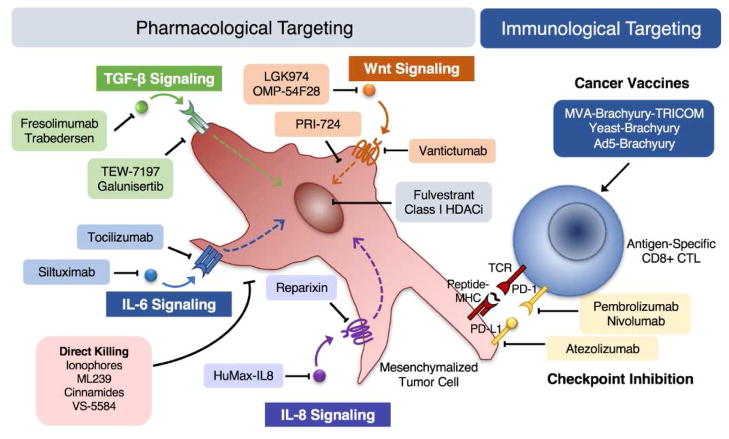 Pharmacological Targeting
Immunological Targeting
TGF-β Signaling
Fresolimumab
Trabedersen
TEW-7197
Galunisertib
LGK974
OMP-54F28
Wnt Signaling
PRI-724
Vantictumab
Fulvestrant
Class I HDACi
Tocilizumab
Siltuximab
IL-6 Signaling
Reparixin
HuMax-IL8
IL-8 Signaling
Direct Killing
Ionophores
ML239
Cinnamides
VS-5584
Mesenchymalized
Tumor Cell
Cancer Vaccines
MVA-Brachyury-TRICOM
Yeast-Brachyury
Ad5-Brachyury
Antigen-Specific
CD8+ CTL
TCR
Peptide-
MHC
PD-1
PD-L1
Pembrolizumab
Nivolumab
Atezolizumab
Checkpoint Inhibition